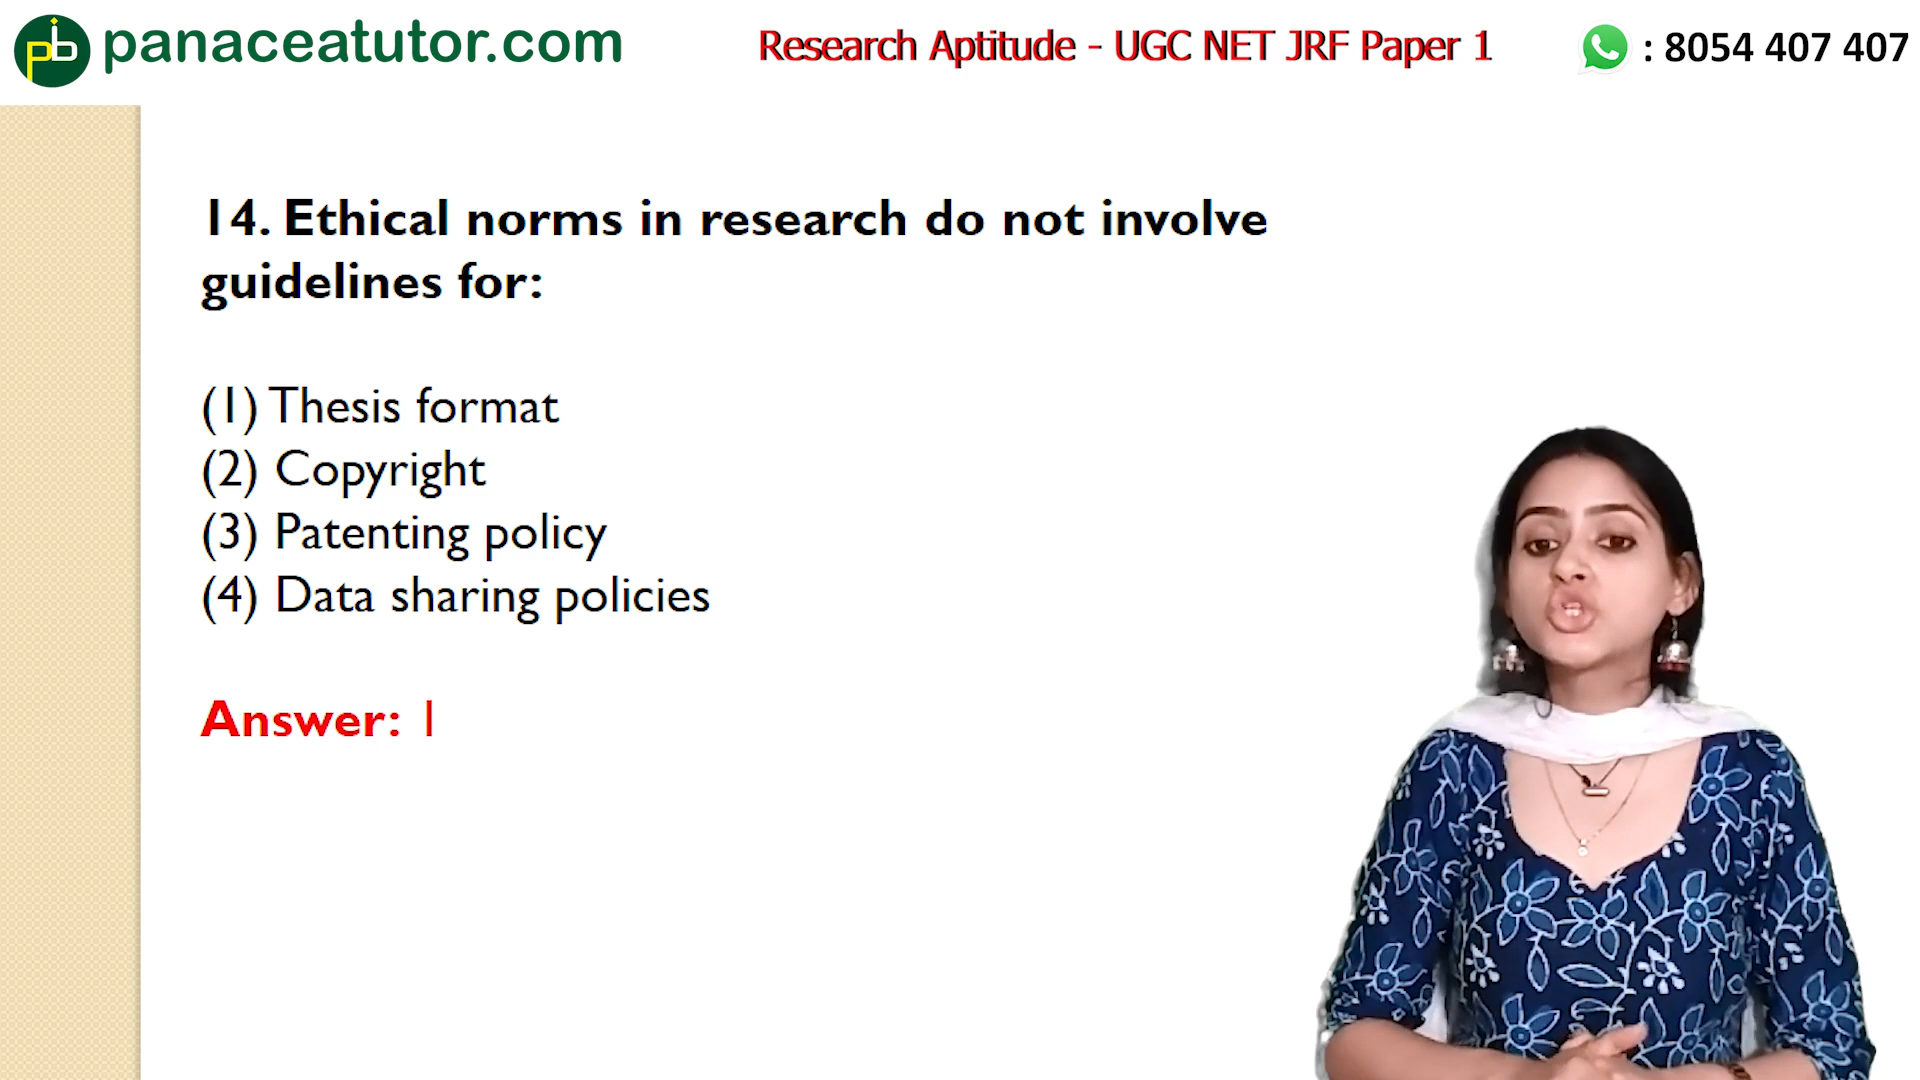 pb panaceatutor.com
Research Aptitude - UGC NET JRF Paper 1
: 8054 407 407
14. Ethical norms in research do not involve
guidelines for:
(1) Thesis format
(2) Copyright
(3) Patenting policy
(4) Data sharing policies
Answer: 1